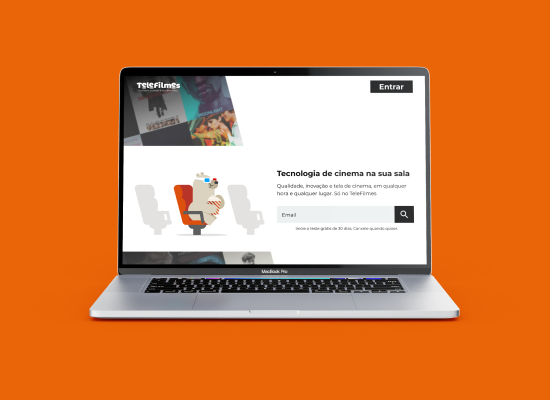 TeleFilmes
Entrar
Tecnologia de cinema na sua sala
Qualidade, inovação e tela de cinema, em qualquer
hora e qualquer lugar. Só no TeleFilmes
Email
Inicie o teste grátis de 30 dias. Cancele quando quiser.
MacBook Pro